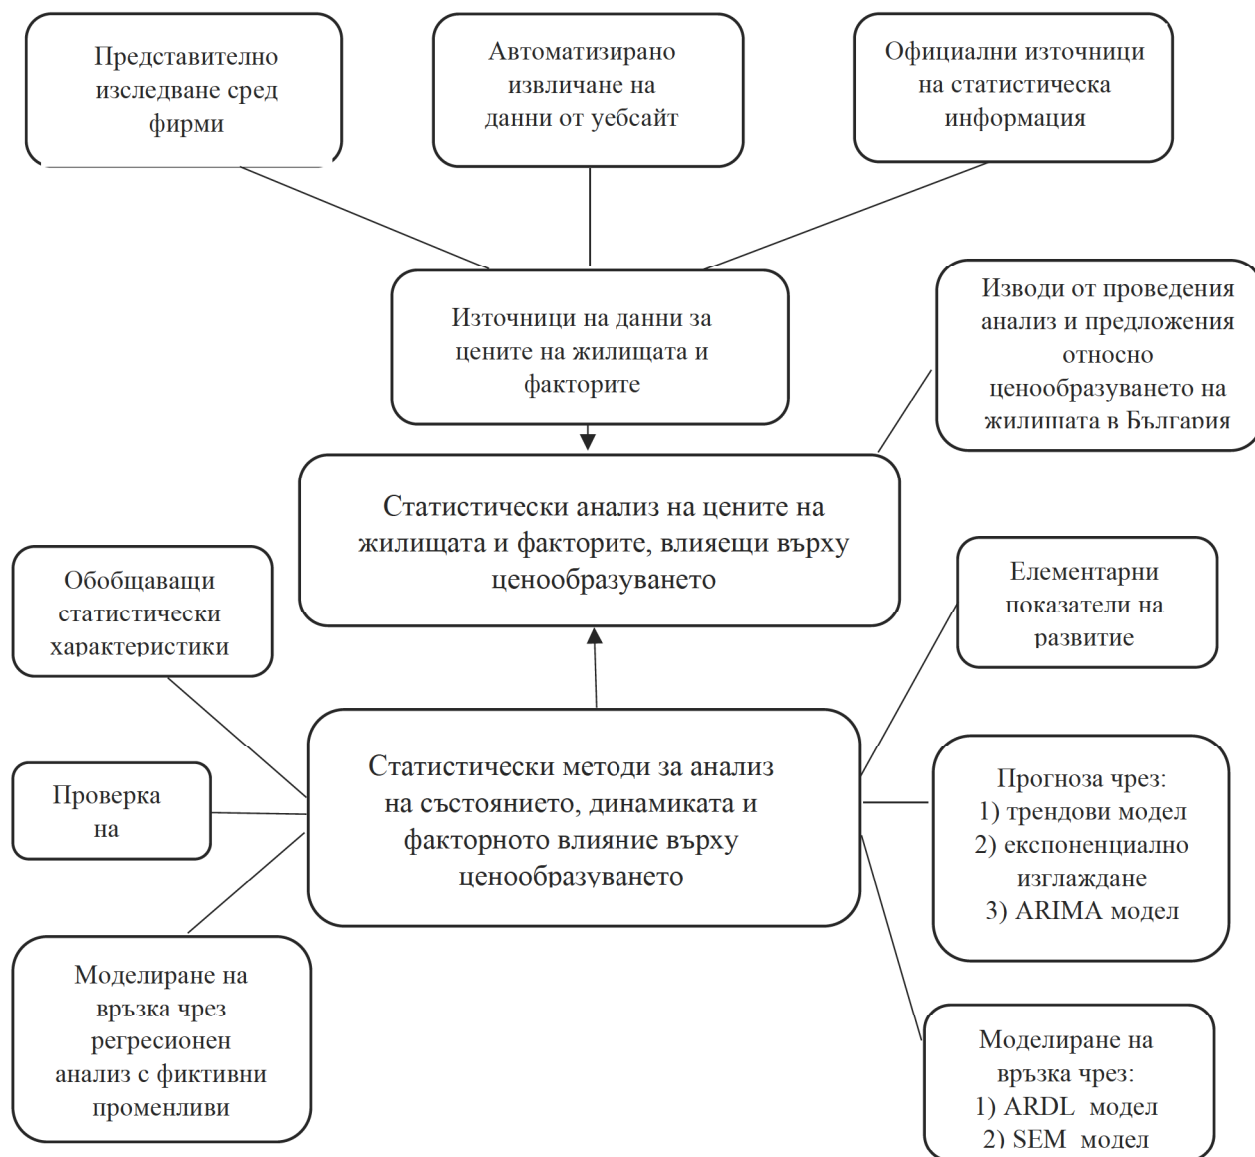 Представително
изследване сред
фирми
Автоматизирано
извличане на
данни от уебсайт
Официални източници
на статистическа
информация
Източници на данни за
цените на жилищата и
факторите
Изводи от проведения
анализ и предложения
относно
ценообразуването на
жилищата в България
Статистически анализ на цените на
жилищата и факторите, влияещи върху
ценообразуването
Обобщаващи
статистически
характеристики
Елементарни
показатели на
развитие
Статистически методи за анализ
на състоянието, динамиката и
факторното влияние върху
ценообразуването
Проверка
на
Прогноза чрез:
1) трендови модел
2) експоненциално
изглаждане
3) ARIMA модел
Моделиране на
връзка чрез
регресионен
анализ с фиктивни
променливи
Моделиране на
връзка чрез:
1) ARDL модел
2) SEM модел